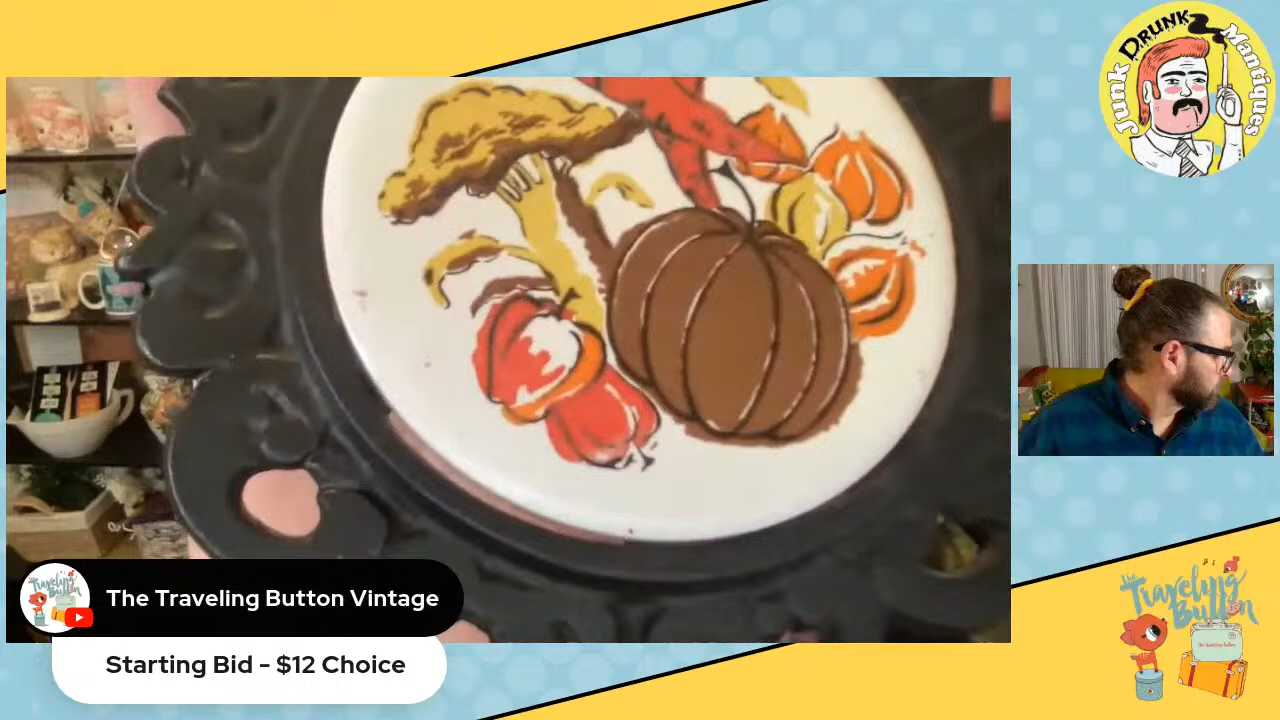 Junk Drunk Mantiques
The Traveling Button Vintage
Starting Bid - $12 Choice
the
Traveling
Button